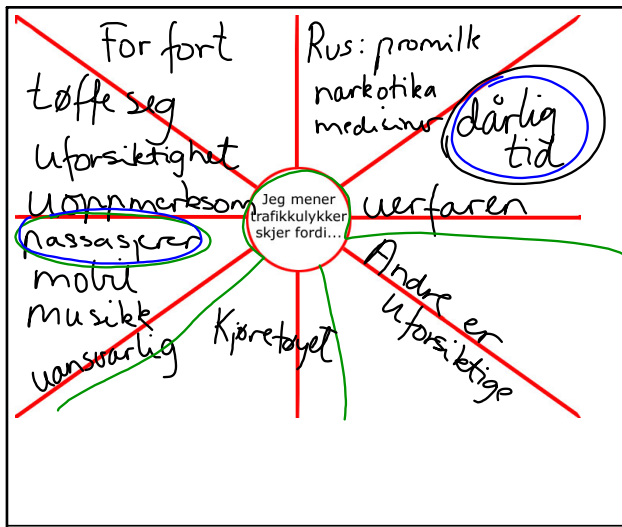 For fort
tøffe seg
uforsiktighet
uoppmerksom
passasjerer
mobil
musikk
uansvarlig
Jeg mener
trafikkulykker
skjer fordi...
Rus: promille
narkotika
medisiner
dårlig
tid
uerfaren
Andre er
uforsiktige
Kjøretøyet